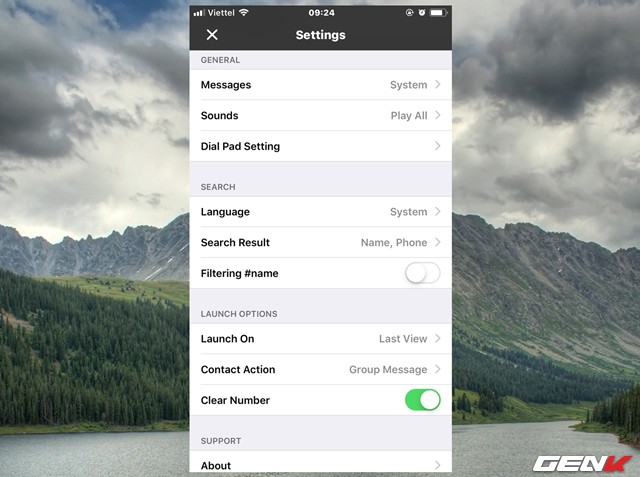 Viettel 09:24
Settings
GENERAL
Messages System
Sounds Play All
Dial Pad Setting
SEARCH
Language System
Search Result Name, Phone
Filtering #name
LAUNCH OPTIONS
Launch On Last View
Contact Action Group Message
Clear Number
SUPPORT
About
GENK